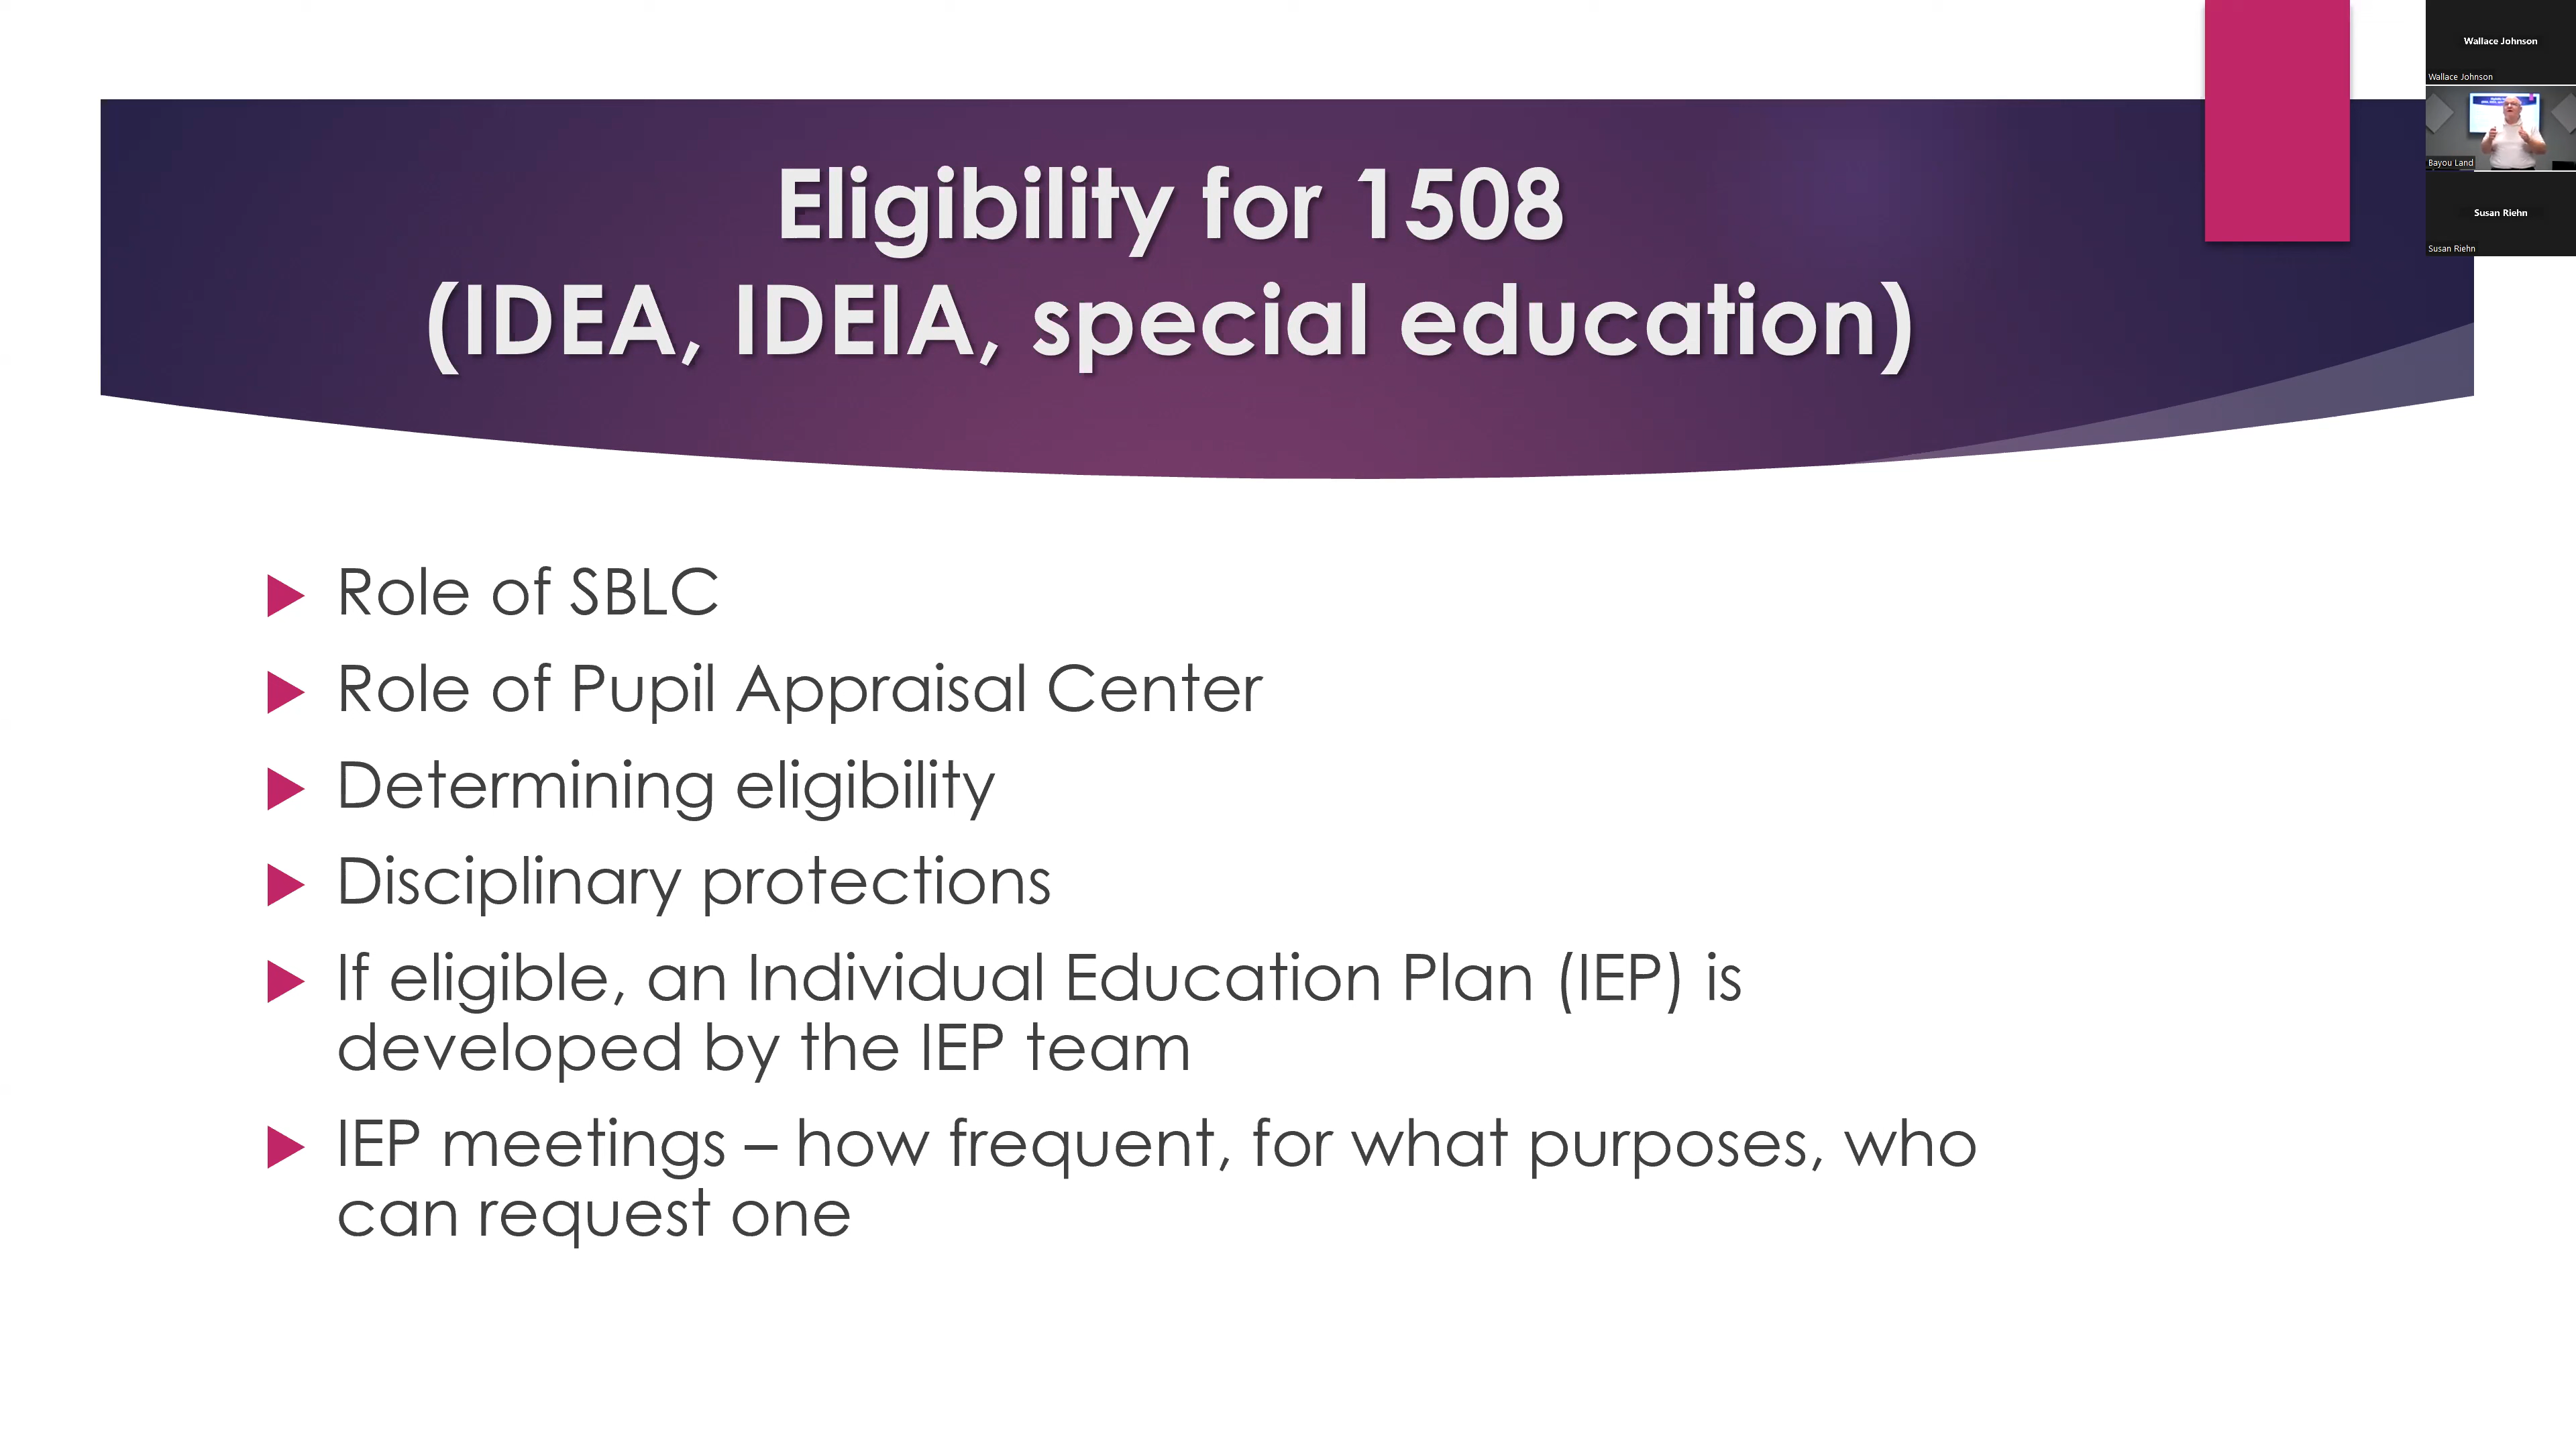 Eligibility for 1508
(IDEA, IDEIA, special education)
Role of SBLC
Role of Pupil Appraisal Center
Determining eligibility
Disciplinary protections
If eligible, an Individual Education Plan (IEP) is
developed by the IEP team
IEP meetings – how frequent, for what purposes, who
can request one
Wallace Johnson
Wallace Johnson
Bayou Land
Susan Riehn
Susan Riehn